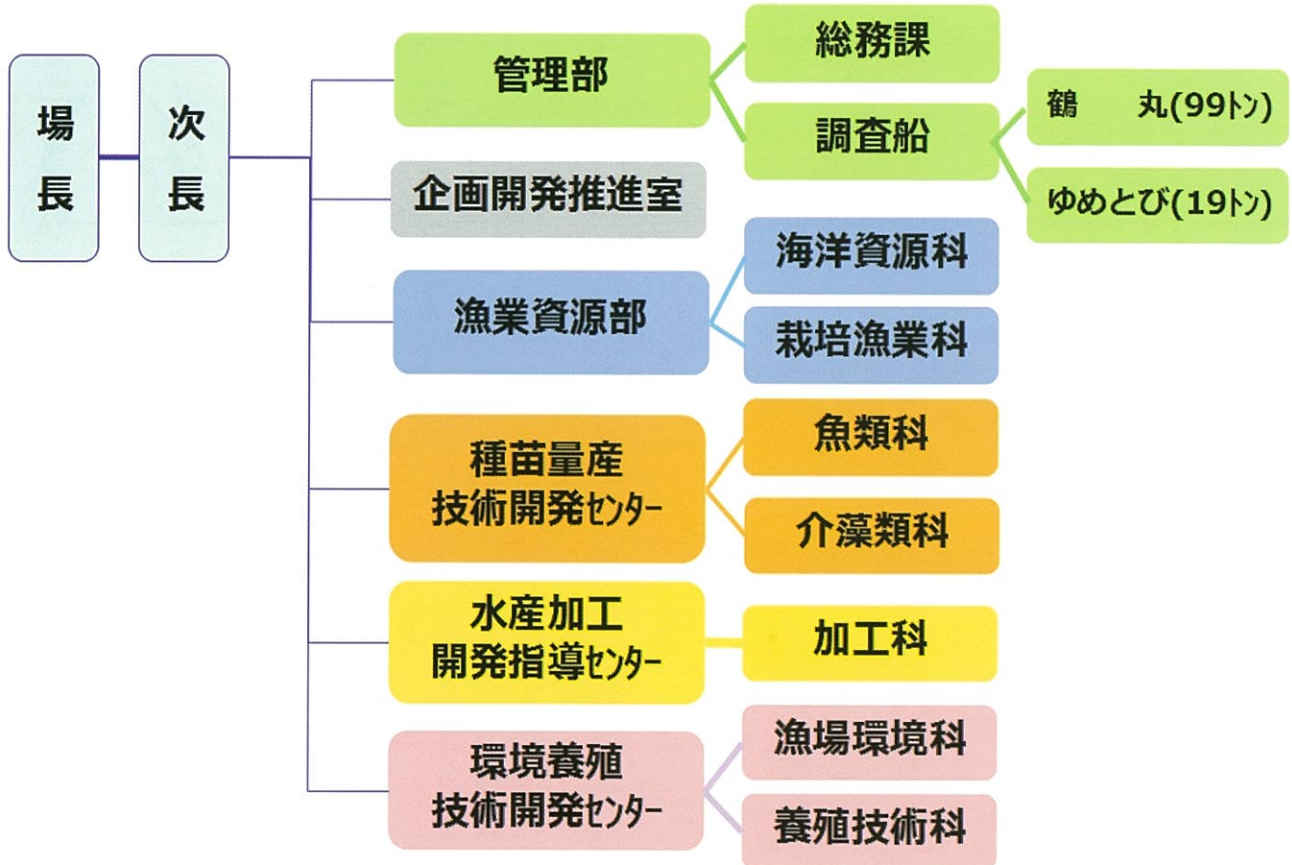 場長
次長
管理部
総務課
調査船
鶴　　丸(99ﾄﾝ)
ゆめとび(19ﾄﾝ)
企画開発推進室
漁業資源部
海洋資源科
栽培漁業科
種苗量産
技術開発ｾﾝﾀｰ
魚類科
介藻類科
水産加工
開発指導ｾﾝﾀｰ
加工科
環境養殖
技術開発ｾﾝﾀｰ
漁場環境科
養殖技術科